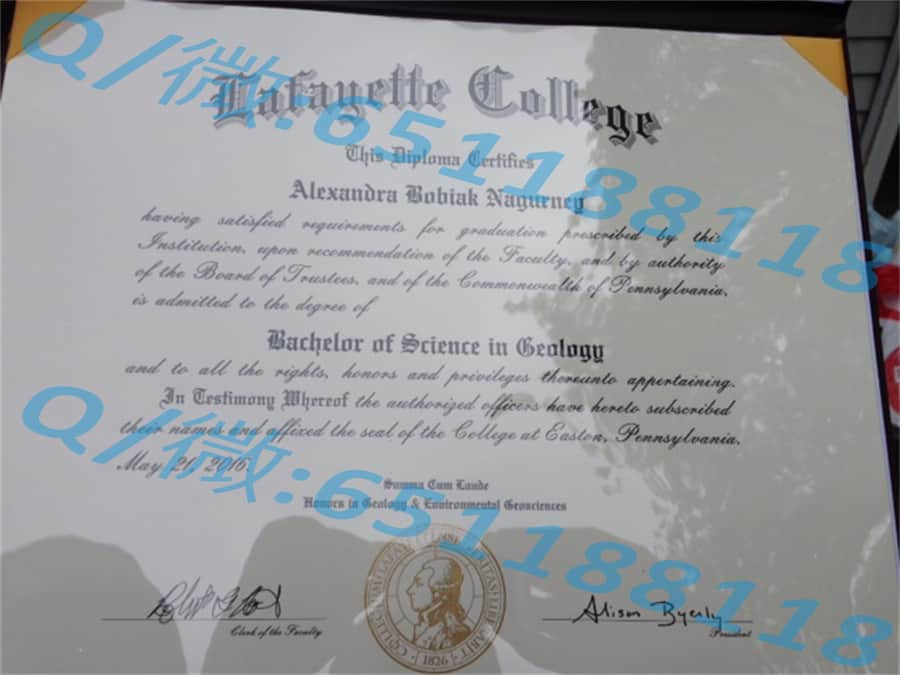 Q/微:651188118
Lafayette College
This Diploma Certifies
Alexandra Bobiak Nagurney
having satisfied requirements for graduation prescribed by this
Institution, upon recommendation of the Faculty, and by authority
of the Board of Trustees, and of the Commonwealth of Pennsylvania,
is admitted to the degree of
Bachelor of Science in Geology
and to all the rights, honors and privileges thereunto appertaining.
In Testimony Whereof the authorized officers have hereto subscribed
their names and affixed the seal of the College at Easton, Pennsylvania,
May 21, 2016.
Q/微:651188118
Summa Cum Laude
Honors in Geology & Environmental Geosciences
Alison Byerly
Clerk of the Faculty
President
1826